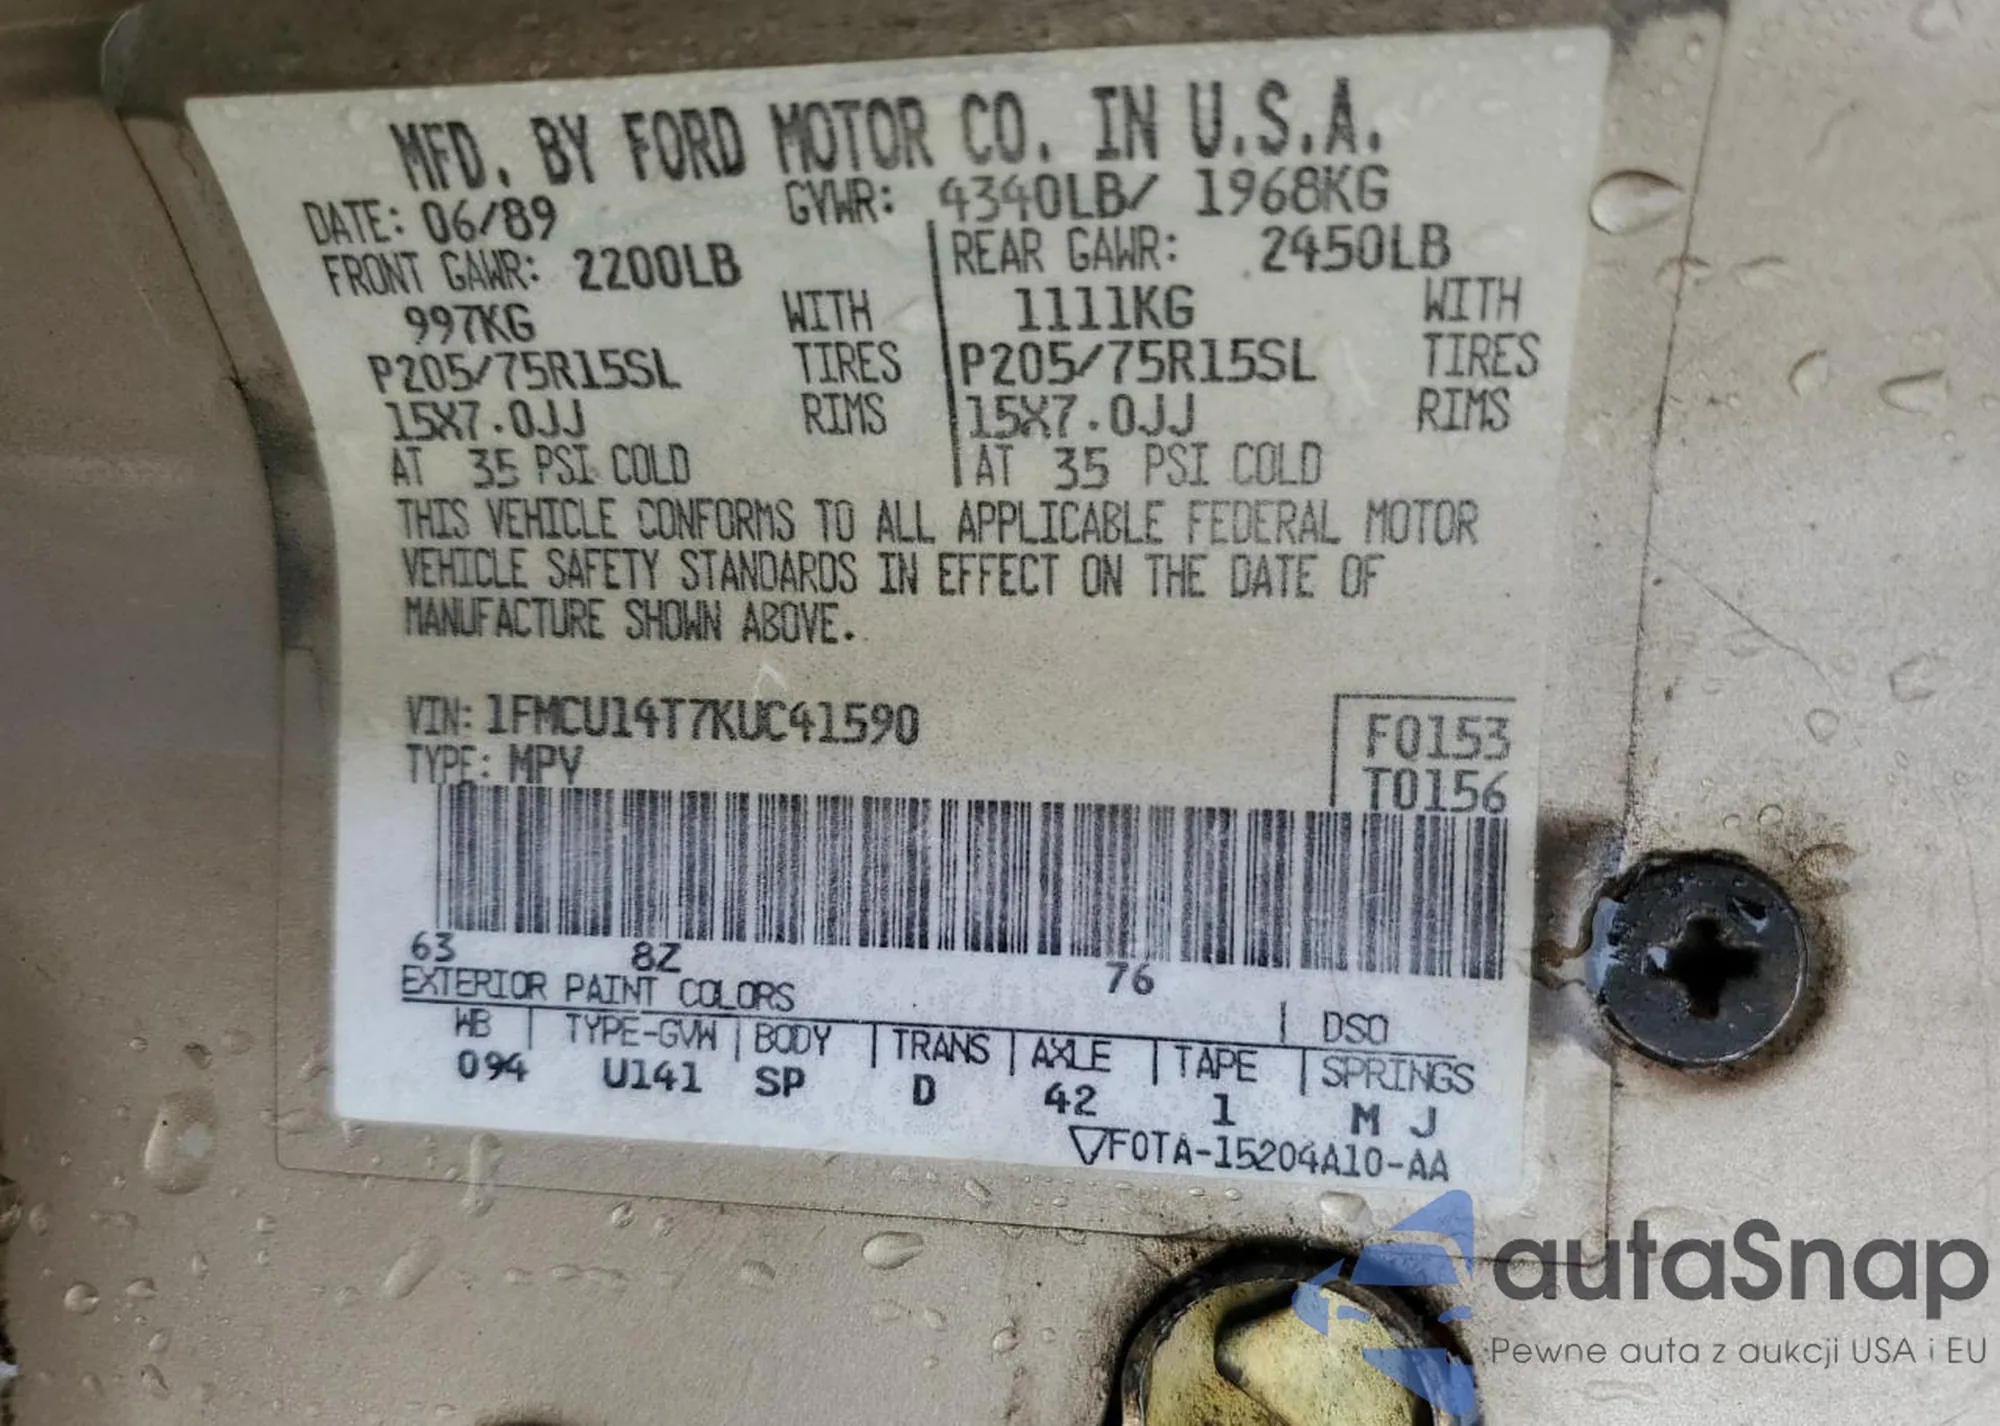 MFD. BY FORD MOTOR CO. IN U.S.A.
DATE: 06/89 GVWR: 4340LB/ 1968KG
FRONT GAWR: 2200LB REAR GAWR: 2450LB
997KG WITH 1111KG WITH
P205/75R15SL TIRES P205/75R15SL TIRES
15X7.0JJ RIMS 15X7.0JJ RIMS
AT 35 PSI COLD AT 35 PSI COLD
THIS VEHICLE CONFORMS TO ALL APPLICABLE FEDERAL MOTOR
VEHICLE SAFETY STANDARDS IN EFFECT ON THE DATE OF
MANUFACTURE SHOWN ABOVE.
VIN: 1FMCU14T7KUC41590 F0153
TYPE: MPV T0156
63 8Z 76
EXTERIOR PAINT COLORS DSO
WB TYPE-GVW BODY TRANS AXLE TAPE SPRINGS
094 U141 SP D 42 1 M J
▽F0TA-15204A10-AA
autaSnap
Pewne auta z aukcji USA i EU